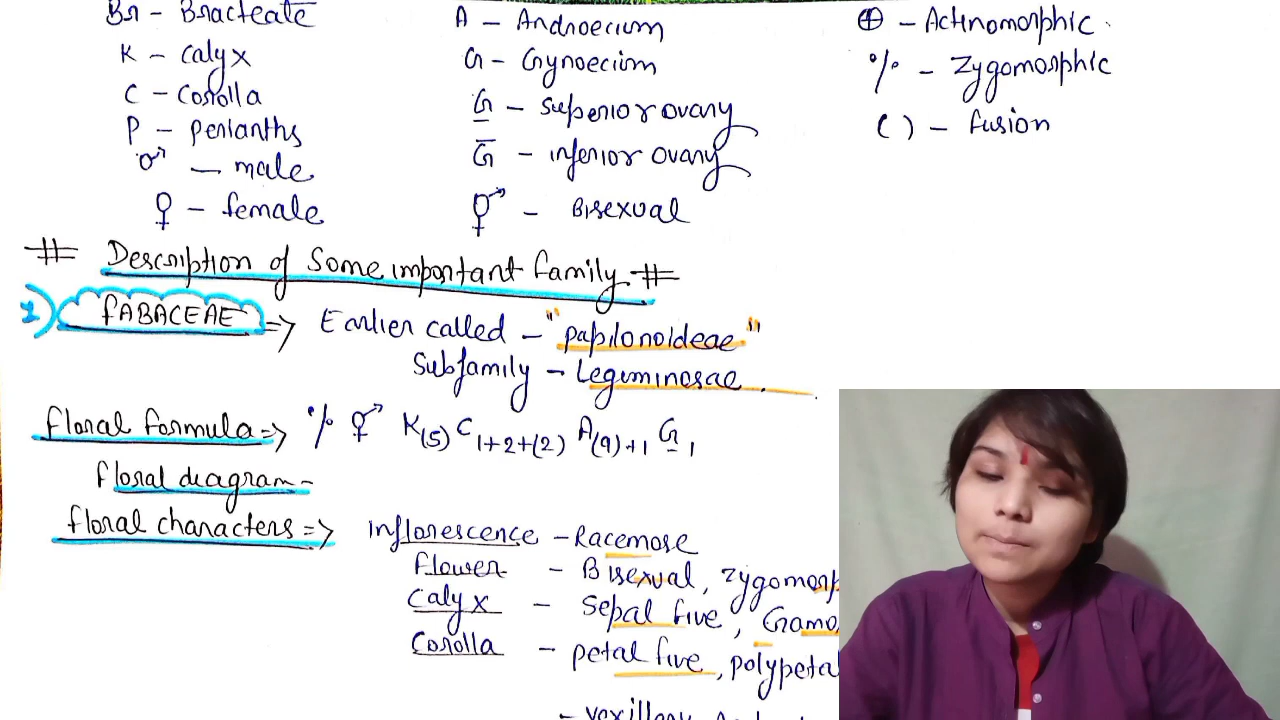 Br - Bracteate
K - calyx
C - corolla
P - perianths
♂ - male
♀ - female
A - Androecium
G - Gynoecium
G̲ - superior ovary
G̅ - inferior ovary
⚥ - Bisexual
⊕ - Actinomorphic
% - Zygomorphic
( ) - fusion
# Description of Some important family #
1) FABACEAE => Earlier called - "papilonoideae"
Subfamily - Leguminosae.
floral formula => % ⚥ K(5) C1+2+(2) A(9)+1 G̲1
floral diagram -
floral characters => inflorescence - Racemose
flower - Bisexual, Zygomorp
calyx - sepal five, Gamo
Corolla - petal five, polypeta